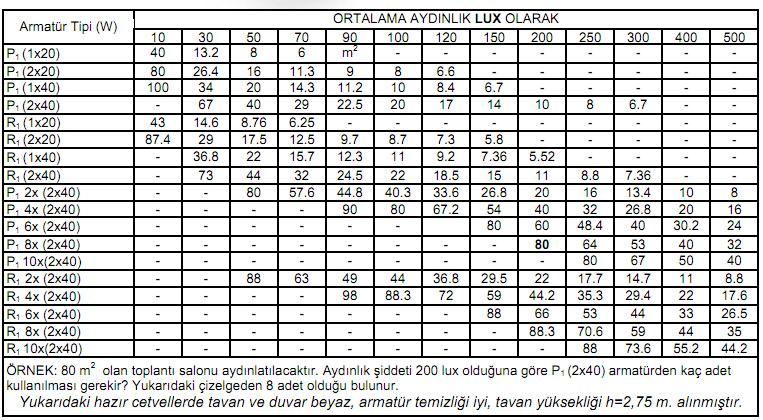 Armatür Tipi (W) ORTALAMA AYDINLIK LUX OLARAK
10 30 50 70 90 100 120 150 200 250 300 400 500
P1 (1x20) 40 13.2 8 6 m2 - - - - - - - -
P1 (2x20) 80 26.4 16 11.3 9 8 6.6 - - - - - -
P1 (1x40) 100 34 20 14.3 11.2 10 8.4 6.7 - - - - -
P1 (2x40) - 67 40 29 22.5 20 17 14 10 8 6.7 - -
R1 (1x20) 43 14.6 8.76 6.25 - - - - - - - - -
R1 (2x20) 87.4 29 17.5 12.5 9.7 8.7 7.3 5.8 - - - - -
R1 (1x40) - 36.8 22 15.7 12.3 11 9.2 7.36 5.52 - - - -
R1 (2x40) - 73 44 32 24.5 22 18.5 15 11 8.8 7.36 - -
P1 2x (2x40) - - 80 57.6 44.8 40.3 33.6 26.8 20 16 13.4 10 8
P1 4x (2x40) - - - - 90 80 67.2 54 40 32 26.8 20 16
P1 6x (2x40) - - - - - - - 80 60 48.4 40 30.2 24
P1 8x (2x40) - - - - - - - - 80 64 53 40 32
P1 10x(2x40) - - - - - - - - - 80 67 50 40
R1 2x (2x40) - - 88 63 49 44 36.8 29.5 22 17.7 14.7 11 8.8
R1 4x (2x40) - - - - 98 88.3 72 59 44.2 35.3 29.4 22 17.6
R1 6x (2x40) - - - - - - - 88 66 53 44 33 26.5
R1 8x (2x40) - - - - - - - - 88.3 70.6 59 44 35
R1 10x(2x40) - - - - - - - - - 88 73.6 55.2 44.2
ÖRNEK: 80 m2 olan toplantı salonu aydınlatılacaktır. Aydınlık şiddeti 200 lux olduğuna göre P1 (2x40) armatürden kaç adet
kullanılması gerekir? Yukarıdaki çizelgeden 8 adet olduğu bulunur.
Yukarıdaki hazır cetvellerde tavan ve duvar beyaz, armatür temizliği iyi, tavan yüksekliği h=2,75 m. alınmıştır.